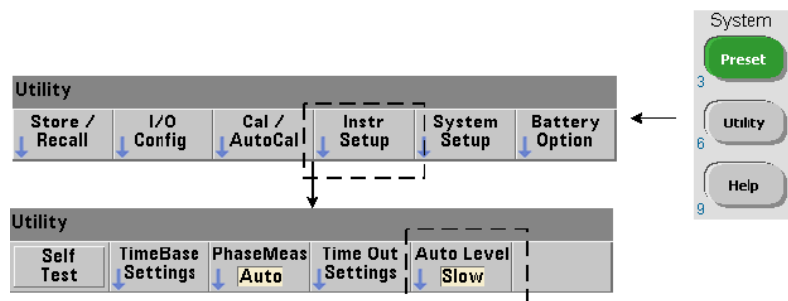 System
Preset
3
Utility
Store / Recall
I/O Config
Cal / AutoCal
Instr Setup
System Setup
Battery Option
Utility
6
Help
9
Utility
Self Test
TimeBase Settings
PhaseMeas Auto
Time Out Settings
Auto Level Slow